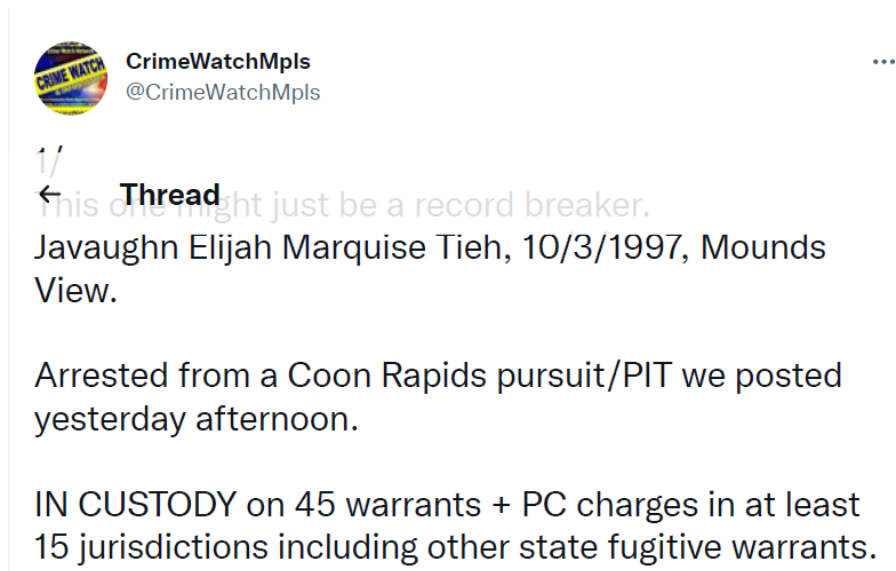 CrimeWatchMpls
@CrimeWatchMpls
1/
Thread
This one might just be a record breaker.
Javaughn Elijah Marquise Tieh, 10/3/1997, Mounds
View.
Arrested from a Coon Rapids pursuit/PIT we posted
yesterday afternoon.
IN CUSTODY on 45 warrants + PC charges in at least
15 jurisdictions including other state fugitive warrants.